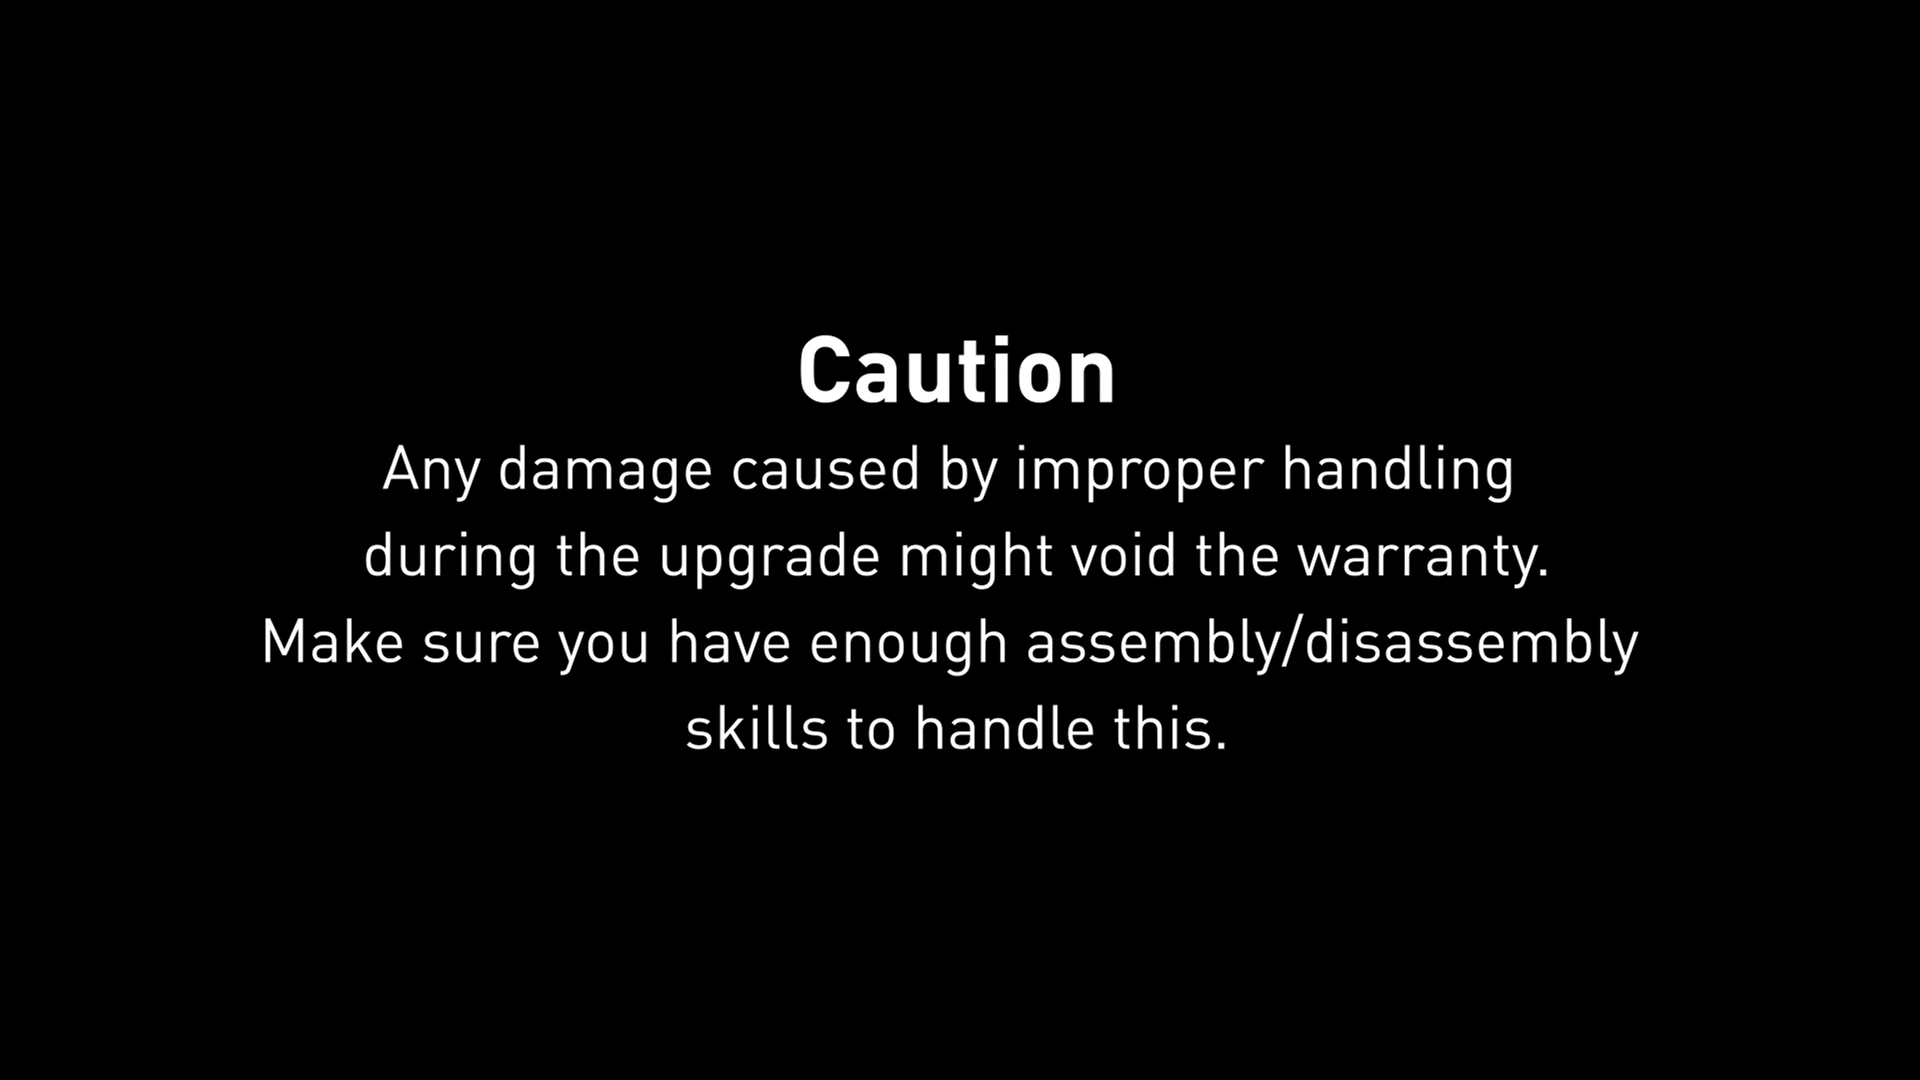 Caution
Any damage caused by improper handling
during the upgrade might void the warranty.
Make sure you have enough assembly/disassembly
skills to handle this.